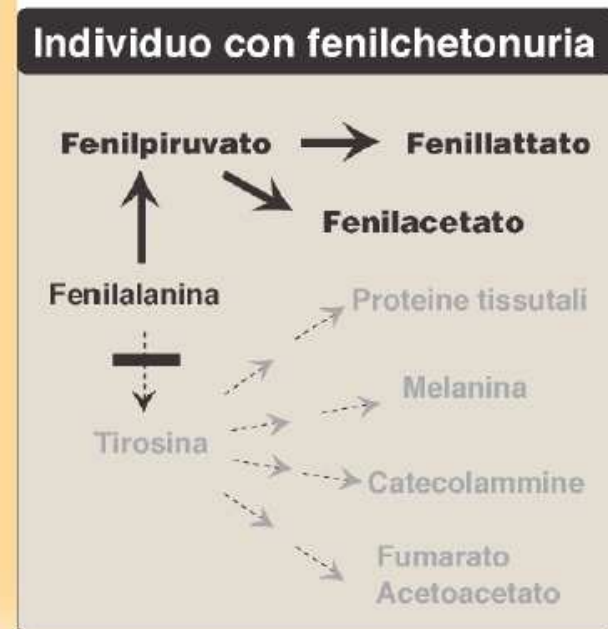 Individuo con fenilchetonuria
Fenilpiruvato
Fenillattato
Fenilacetato
Fenilalanina
Proteine tissutali
Melanina
Tirosina
Catecolammine
Fumarato
Acetoacetato